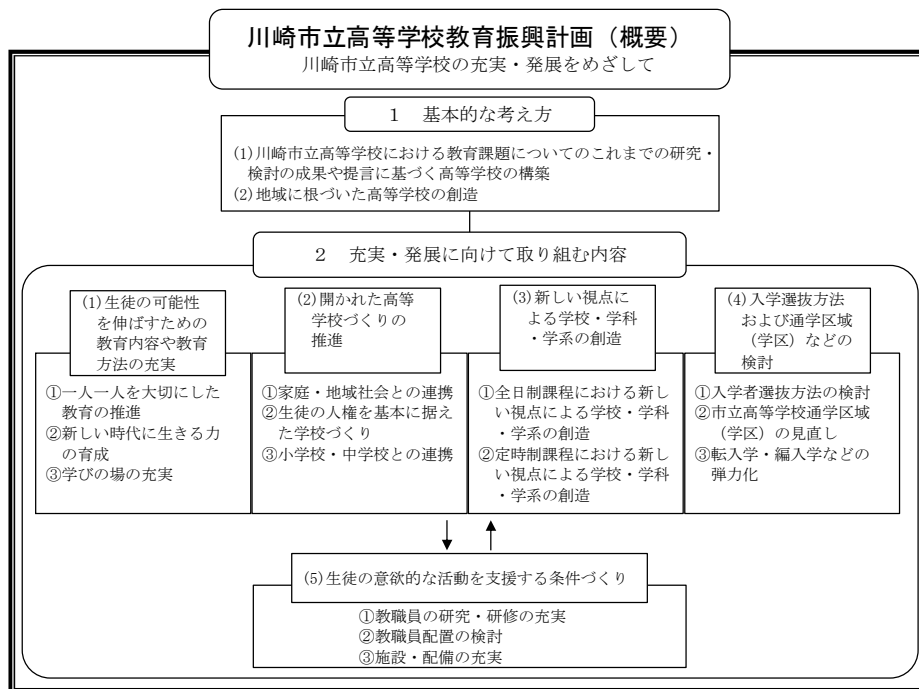 川崎市立高等学校教育振興計画（概要）
川崎市立高等学校の充実・発展をめざして
１　基本的な考え方
(1)川崎市立高等学校における教育課題についてのこれまでの研究・
検討の成果や提言に基づく高等学校の構築
(2)地域に根づいた高等学校の創造
２　充実・発展に向けて取り組む内容
(1)生徒の可能性
を伸ばすための
教育内容や教育
方法の充実
①一人一人を大切にした
教育の推進
②新しい時代に生きる力
の育成
③学びの場の充実
(2)開かれた高等
学校づくりの
推進
①家庭・地域社会との連携
②生徒の人権を基本に据え
た学校づくり
③小学校・中学校との連携
(3)新しい視点に
よる学校・学科
・学系の創造
①全日制課程における新し
い視点による学校・学科
・学系の創造
②定時制課程における新し
い視点による学校・学科
・学系の創造
(4)入学選抜方法
および通学区域
（学区）などの
検討
①入学者選抜方法の検討
②市立高等学校通学区域
（学区）の見直し
③転入学・編入学などの
弾力化
(5)生徒の意欲的な活動を支援する条件づくり
①教職員の研究・研修の充実
②教職員配置の検討
③施設・配備の充実